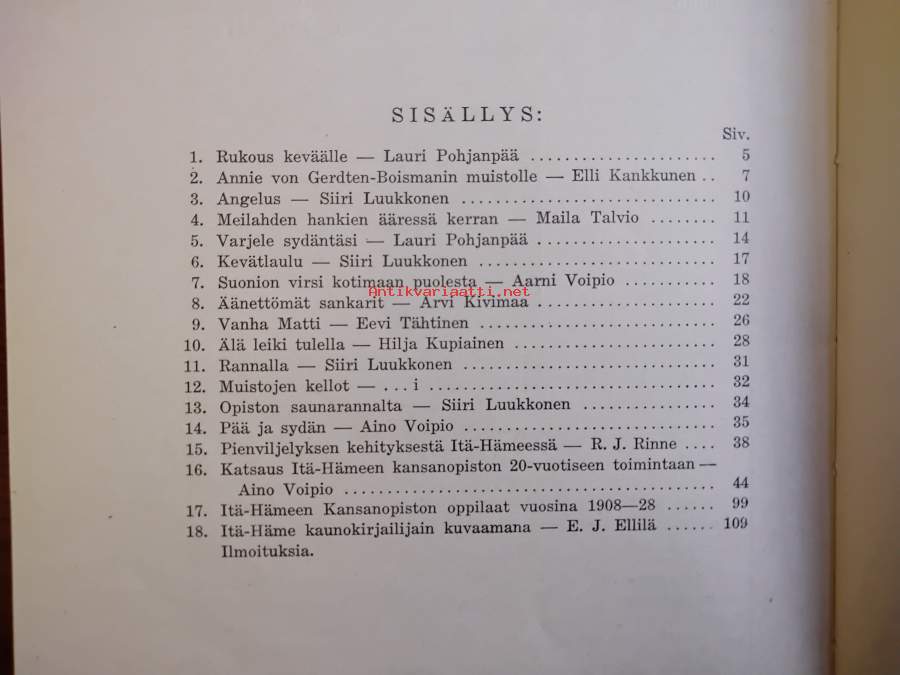 SISÄLLYS:
Siv.
1. Rukous keväälle — Lauri Pohjanpää ...................... 5
2. Annie von Gerdten-Boismanin muistolle — Elli Kankkunen .. 7
3. Angelus — Siiri Luukkonen .............................. 10
4. Meilahden hankien ääressä kerran — Maila Talvio ........ 11
5. Varjele sydäntäsi — Lauri Pohjanpää ..................... 14
6. Kevätlaulu — Siiri Luukkonen ............................ 17
7. Suonion virsi kotimaan puolesta — Aarni Voipio ........... 18
Antikvariaatti.net
8. Äänettömät sankarit — Arvi Kivimaa ...................... 22
9. Vanha Matti — Eevi Tähtinen ............................ 26
10. Älä leiki tulella — Hilja Kupiainen ........................ 28
11. Rannalla — Siiri Luukkonen .............................. 31
12. Muistojen kellot — ...i .................................. 32
13. Opiston saunarannalta — Siiri Luukkonen ................ 34
14. Pää ja sydän — Aino Voipio .............................. 35
15. Pienviljelyksen kehityksestä Itä-Hämeessä — R. J. Rinne .... 38
16. Katsaus Itä-Hämeen kansanopiston 20-vuotiseen toimintaan —
Aino Voipio ............................................ 44
17. Itä-Hämeen Kansanopiston oppilaat vuosina 1908—28 ...... 99
18. Itä-Häme kaunokirjailijain kuvaamana — E. J. Ellilä ...... 109
Ilmoituksia.